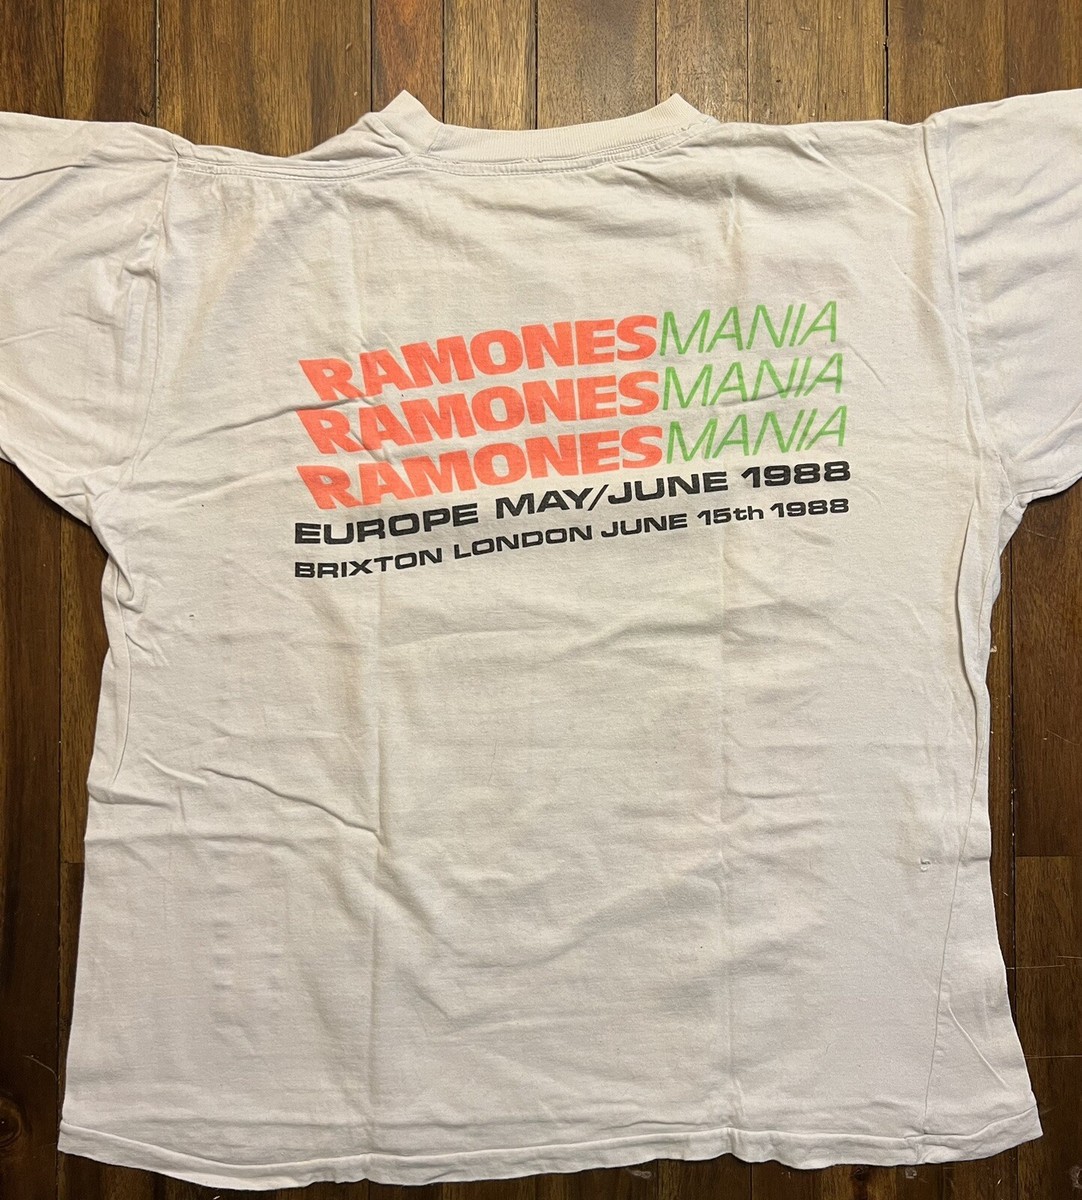 RAMONESMANIA
RAMONESMANIA
RAMONESMANIA
EUROPE MAY/JUNE 1988
BRIXTON LONDON JUNE 15th 1988